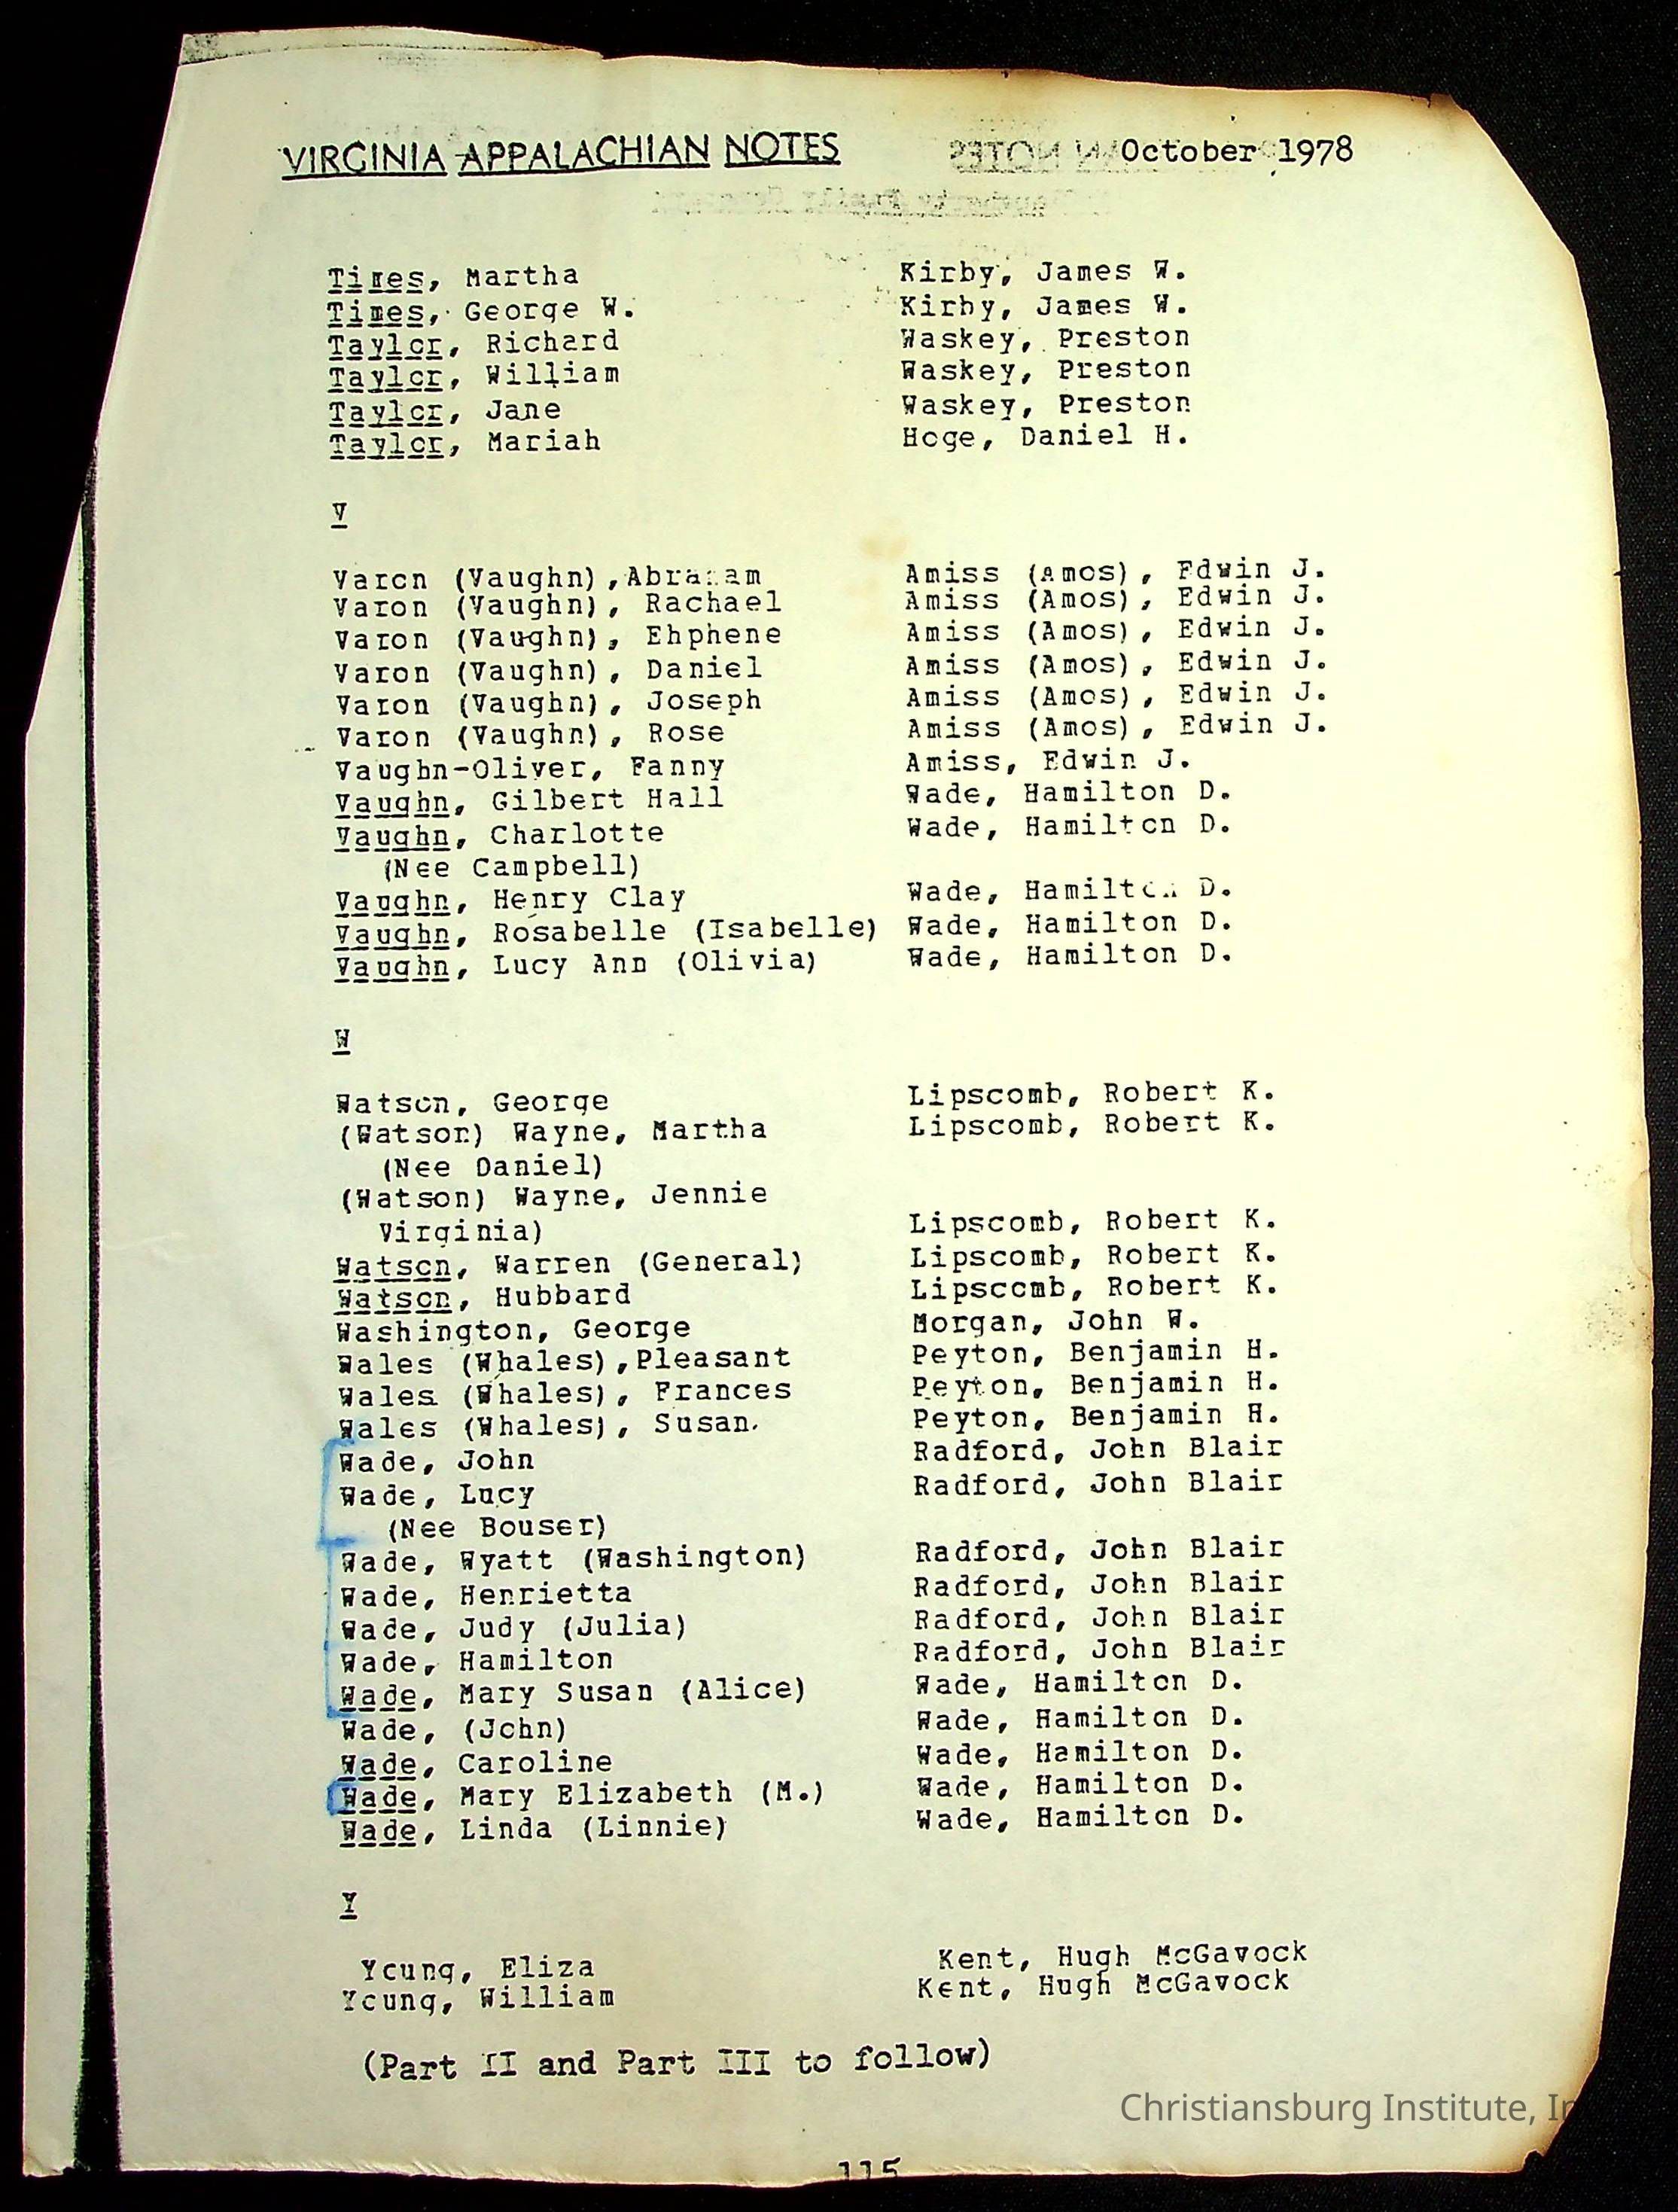 VIRGINIA APPALACHIAN NOTES October 1978
Times, Martha Kirby, James W.
Times, George W. Kirby, James W.
Taylor, Richard Waskey, Preston
Taylor, William Waskey, Preston
Taylor, Jane Waskey, Preston
Taylor, Mariah Hoge, Daniel H.
V
Varon (Vaughn),Abraham Amiss (Amos), Edwin J.
Varon (Vaughn), Rachael Amiss (Amos), Edwin J.
Varon (Vaughn), Ehphene Amiss (Amos), Edwin J.
Varon (Vaughn), Daniel Amiss (Amos), Edwin J.
Varon (Vaughn), Joseph Amiss (Amos), Edwin J.
Varon (Vaughn), Rose Amiss (Amos), Edwin J.
Vaughn-Oliver, Fanny Amiss, Edwin J.
Vaughn, Gilbert Hall Wade, Hamilton D.
Vaughn, Charlotte Wade, Hamilton D.
(Nee Campbell)
Vaughn, Henry Clay Wade, Hamilton D.
Vaughn, Rosabelle (Isabelle) Wade, Hamilton D.
Vaughn, Lucy Ann (Olivia) Wade, Hamilton D.
W
Watson, George Lipscomb, Robert K.
(Watson) Wayne, Martha Lipscomb, Robert K.
(Nee Daniel)
(Watson) Wayne, Jennie
Virginia) Lipscomb, Robert K.
Watson, Warren (General) Lipscomb, Robert K.
Watson, Hubbard Lipscomb, Robert K.
Washington, George Morgan, John W.
Wales (Whales),Pleasant Peyton, Benjamin H.
Wales (Whales), Frances Peyton, Benjamin H.
Wales (Whales), Susan. Peyton, Benjamin H.
Wade, John Radford, John Blair
Wade, Lucy Radford, John Blair
(Nee Bouser)
Wade, Wyatt (Washington) Radford, John Blair
Wade, Henrietta Radford, John Blair
Wade, Judy (Julia) Radford, John Blair
Wade, Hamilton Radford, John Blair
Wade, Mary Susan (Alice) Wade, Hamilton D.
Wade, (John) Wade, Hamilton D.
Wade, Caroline Wade, Hamilton D.
Wade, Mary Elizabeth (M.) Wade, Hamilton D.
Wade, Linda (Linnie) Wade, Hamilton D.
Y
Young, Eliza Kent, Hugh McGavock
Young, William Kent, Hugh McGavock
(Part II and Part III to follow)
Christiansburg Institute,
115